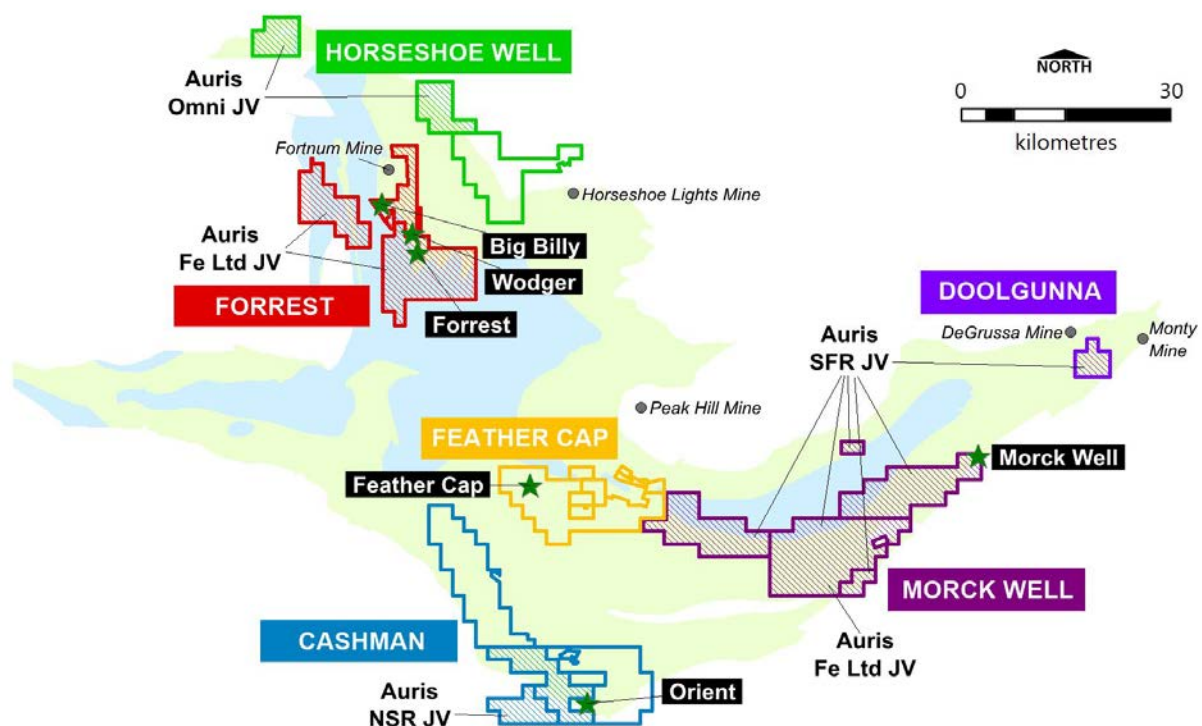 HORSESHOE WELL
Auris
Omni JV
NORTH
0
30
kilometres
Fortnum Mine
Horseshoe Lights Mine
Auris
Fe Ltd JV
Big Billy
Wodger
FORREST
Forrest
DOOLGUNNA
DeGrussa Mine
Monty
Mine
Auris
SFR JV
Peak Hill Mine
FEATHER CAP
Feather Cap
Morck Well
MORCK WELL
CASHMAN
Auris
Fe Ltd JV
Auris
NSR JV
Orient